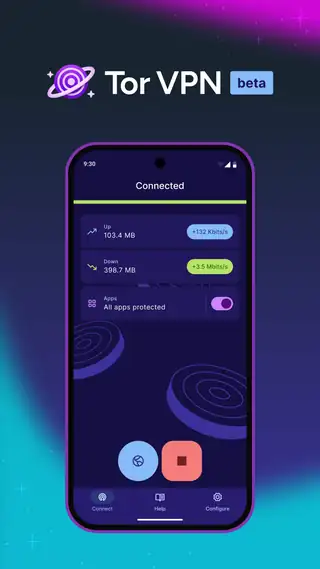 Tor VPN beta
9:30
Connected
Up
103.4 MB
+132 Kbits/s
Down
398.7 MB
+3.5 Mbits/s
Apps
All apps protected
Connect
Help
Configure